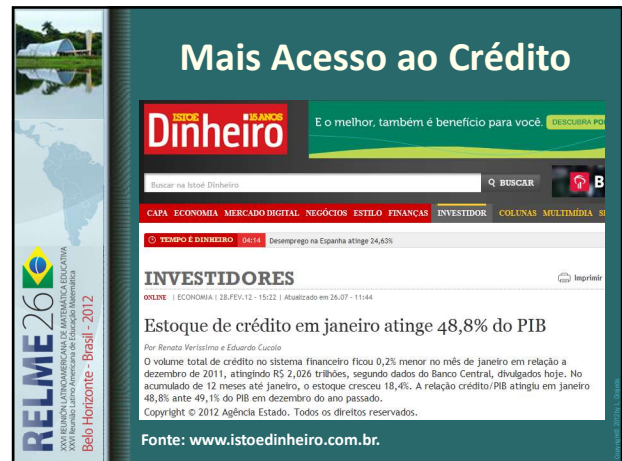 Mais Acesso ao Crédito
ISTOÉ 15 ANOS
Dinheiro
E o melhor, também é benefício para você. DESCUBRA PO
Buscar na Istoé Dinheiro
BUSCAR
B
CAPA ECONOMIA MERCADO DIGITAL NEGÓCIOS ESTILO FINANÇAS INVESTIDOR COLUNAS MULTIMÍDIA
TEMPO É DINHEIRO 04:14 Desemprego na Espanha atinge 24,63%
INVESTIDORES
Imprimir
ONLINE | ECONOMIA | 28.FEV.12 - 15:22 | Atualizado em 26.07 - 11:44
Estoque de crédito em janeiro atinge 48,8% do PIB
Por Renata Veríssimo e Eduardo Cucolo
O volume total de crédito no sistema financeiro ficou 0,2% menor no mês de janeiro em relação a
dezembro de 2011, atingindo R$ 2,026 trilhões, segundo dados do Banco Central, divulgados hoje. No
acumulado de 12 meses até janeiro, o estoque cresceu 18,4%. A relação crédito/PIB atingiu em janeiro
48,8% ante 49,1% do PIB em dezembro do ano passado.
Copyright © 2012 Agência Estado. Todos os direitos reservados.
Fonte: www.istoedinheiro.com.br.
RELME 26
XXVI REUNIÓN LATINOAMERICANA DE MATEMÁTICA EDUCATIVA
XXVI Reunião Latino Americana de Educação Matemática
Belo Horizonte - Brasil - 2012